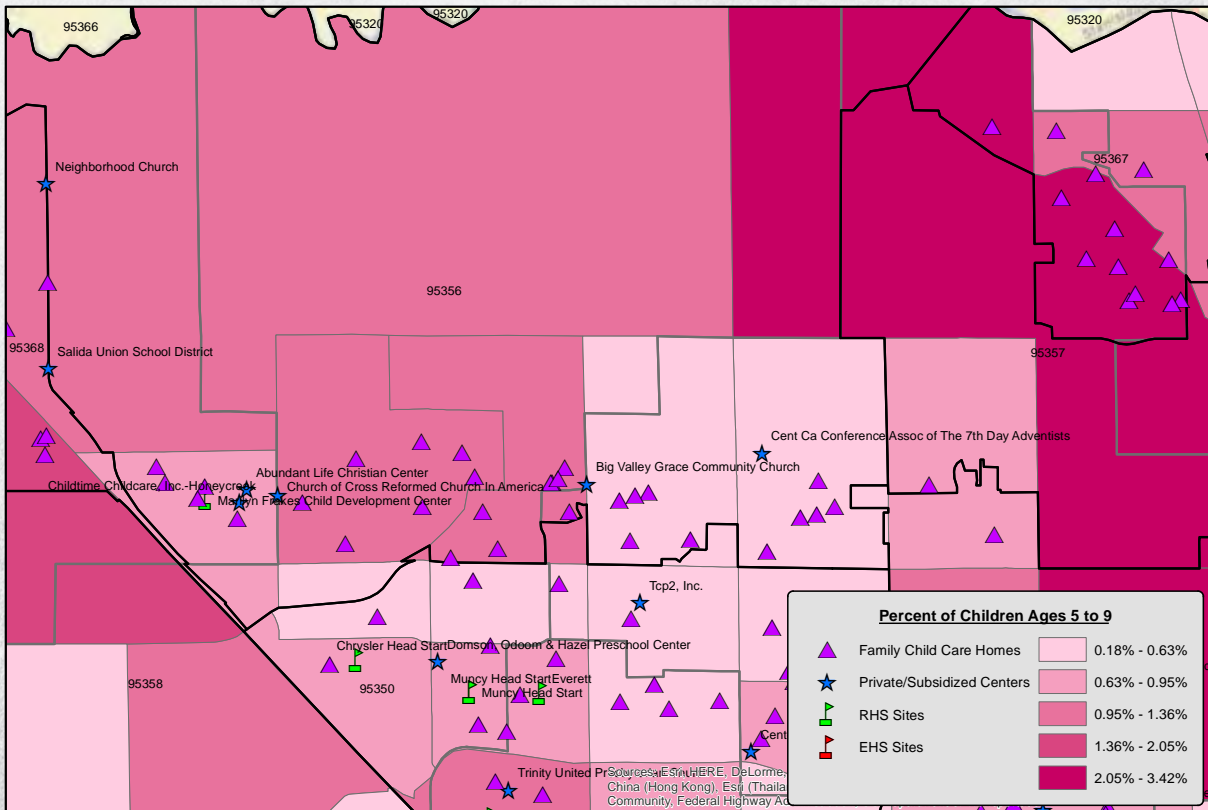 95366
95320
95320
95320
95367
Neighborhood Church
95356
95368
Salida Union School District
95357
Cent Ca Conference Assoc of The 7th Day Adventists
Big Valley Grace Community Church
Abundant Life Christian Center
Childtime Childcare, Inc.-Honeycreek
Church of Cross Reformed Church In America
Marilyn Frakes Child Development Center
Tcp2, Inc.
Chrysler Head Start
Domson, Odoom & Hazel Preschool Center
95358
95350
Muncy Head Start
Everett
Muncy Head Start
Cent
Trinity United
Sources: Esri, HERE, DeLorme,
China (Hong Kong), Esri (Thaila
Community, Federal Highway Ad
Percent of Children Ages 5 to 9
Family Child Care Homes
0.18% - 0.63%
Private/Subsidized Centers
0.63% - 0.95%
RHS Sites
0.95% - 1.36%
EHS Sites
1.36% - 2.05%
2.05% - 3.42%